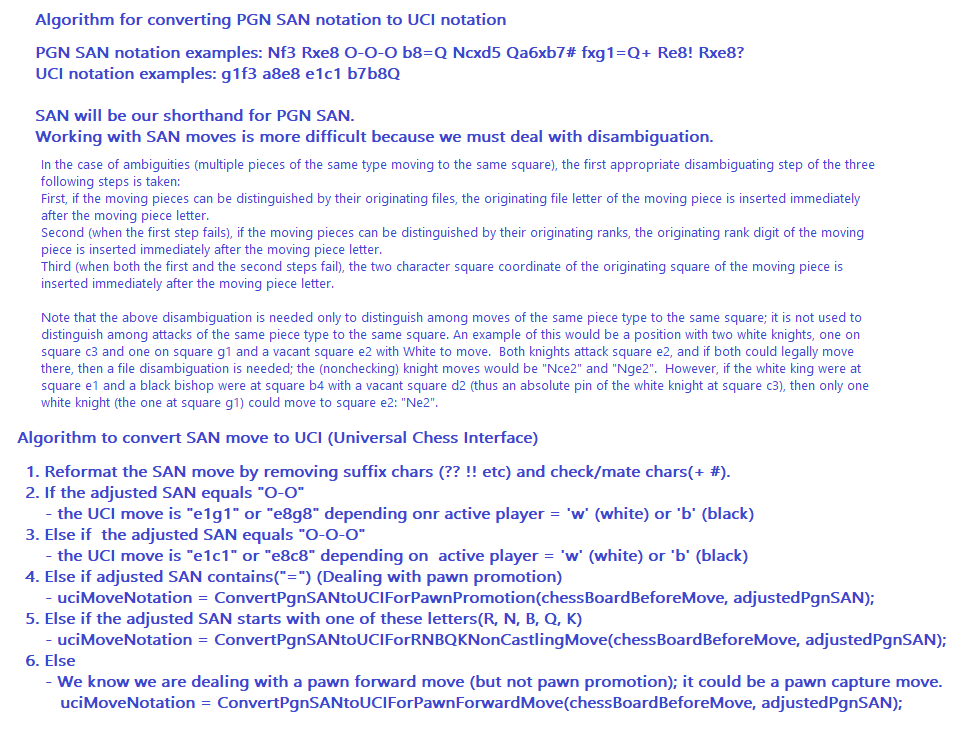 Algorithm for converting PGN SAN notation to UCI notation
PGN SAN notation examples: Nf3 Rxe8 O-O-O b8=Q Ncxd5 Qa6xb7# fxg1=Q+ Re8! Rxe8?
UCI notation examples: g1f3 a8e8 e1c1 b7b8Q
SAN will be our shorthand for PGN SAN.
Working with SAN moves is more difficult because we must deal with disambiguation.
In the case of ambiguities (multiple pieces of the same type moving to the same square), the first appropriate disambiguating step of the three
following steps is taken:
First, if the moving pieces can be distinguished by their originating files, the originating file letter of the moving piece is inserted immediately
after the moving piece letter.
Second (when the first step fails), if the moving pieces can be distinguished by their originating ranks, the originating rank digit of the moving
piece is inserted immediately after the moving piece letter.
Third (when both the first and the second steps fail), the two character square coordinate of the originating square of the moving piece is
inserted immediately after the moving piece letter.
Note that the above disambiguation is needed only to distinguish among moves of the same piece type to the same square; it is not used to
distinguish among attacks of the same piece type to the same square. An example of this would be a position with two white knights, one on
square c3 and one on square g1 and a vacant square e2 with White to move.  Both knights attack square e2, and if both could legally move
there, then a file disambiguation is needed; the (nonchecking) knight moves would be "Nce2" and "Nge2".  However, if the white king were at
square e1 and a black bishop were at square b4 with a vacant square d2 (thus an absolute pin of the white knight at square c3), then only one
white knight (the one at square g1) could move to square e2: "Ne2".
Algorithm to convert SAN move to UCI (Universal Chess Interface)
1. Reformat the SAN move by removing suffix chars (?? !! etc) and check/mate chars(+ #).
2. If the adjusted SAN equals "O-O"
- the UCI move is "e1g1" or "e8g8" depending onr active player = 'w' (white) or 'b' (black)
3. Else if  the adjusted SAN equals "O-O-O"
- the UCI move is "e1c1" or "e8c8" depending on  active player = 'w' (white) or 'b' (black)
4. Else if adjusted SAN contains("=") (Dealing with pawn promotion)
- uciMoveNotation = ConvertPgnSANtoUCIForPawnPromotion(chessBoardBeforeMove, adjustedPgnSAN);
5. Else if the adjusted SAN starts with one of these letters(R, N, B, Q, K)
- uciMoveNotation = ConvertPgnSANtoUCIForRNBQKNonCastlingMove(chessBoardBeforeMove, adjustedPgnSAN);
6. Else
- We know we are dealing with a pawn forward move (but not pawn promotion); it could be a pawn capture move.
uciMoveNotation = ConvertPgnSANtoUCIForPawnForwardMove(chessBoardBeforeMove, adjustedPgnSAN);